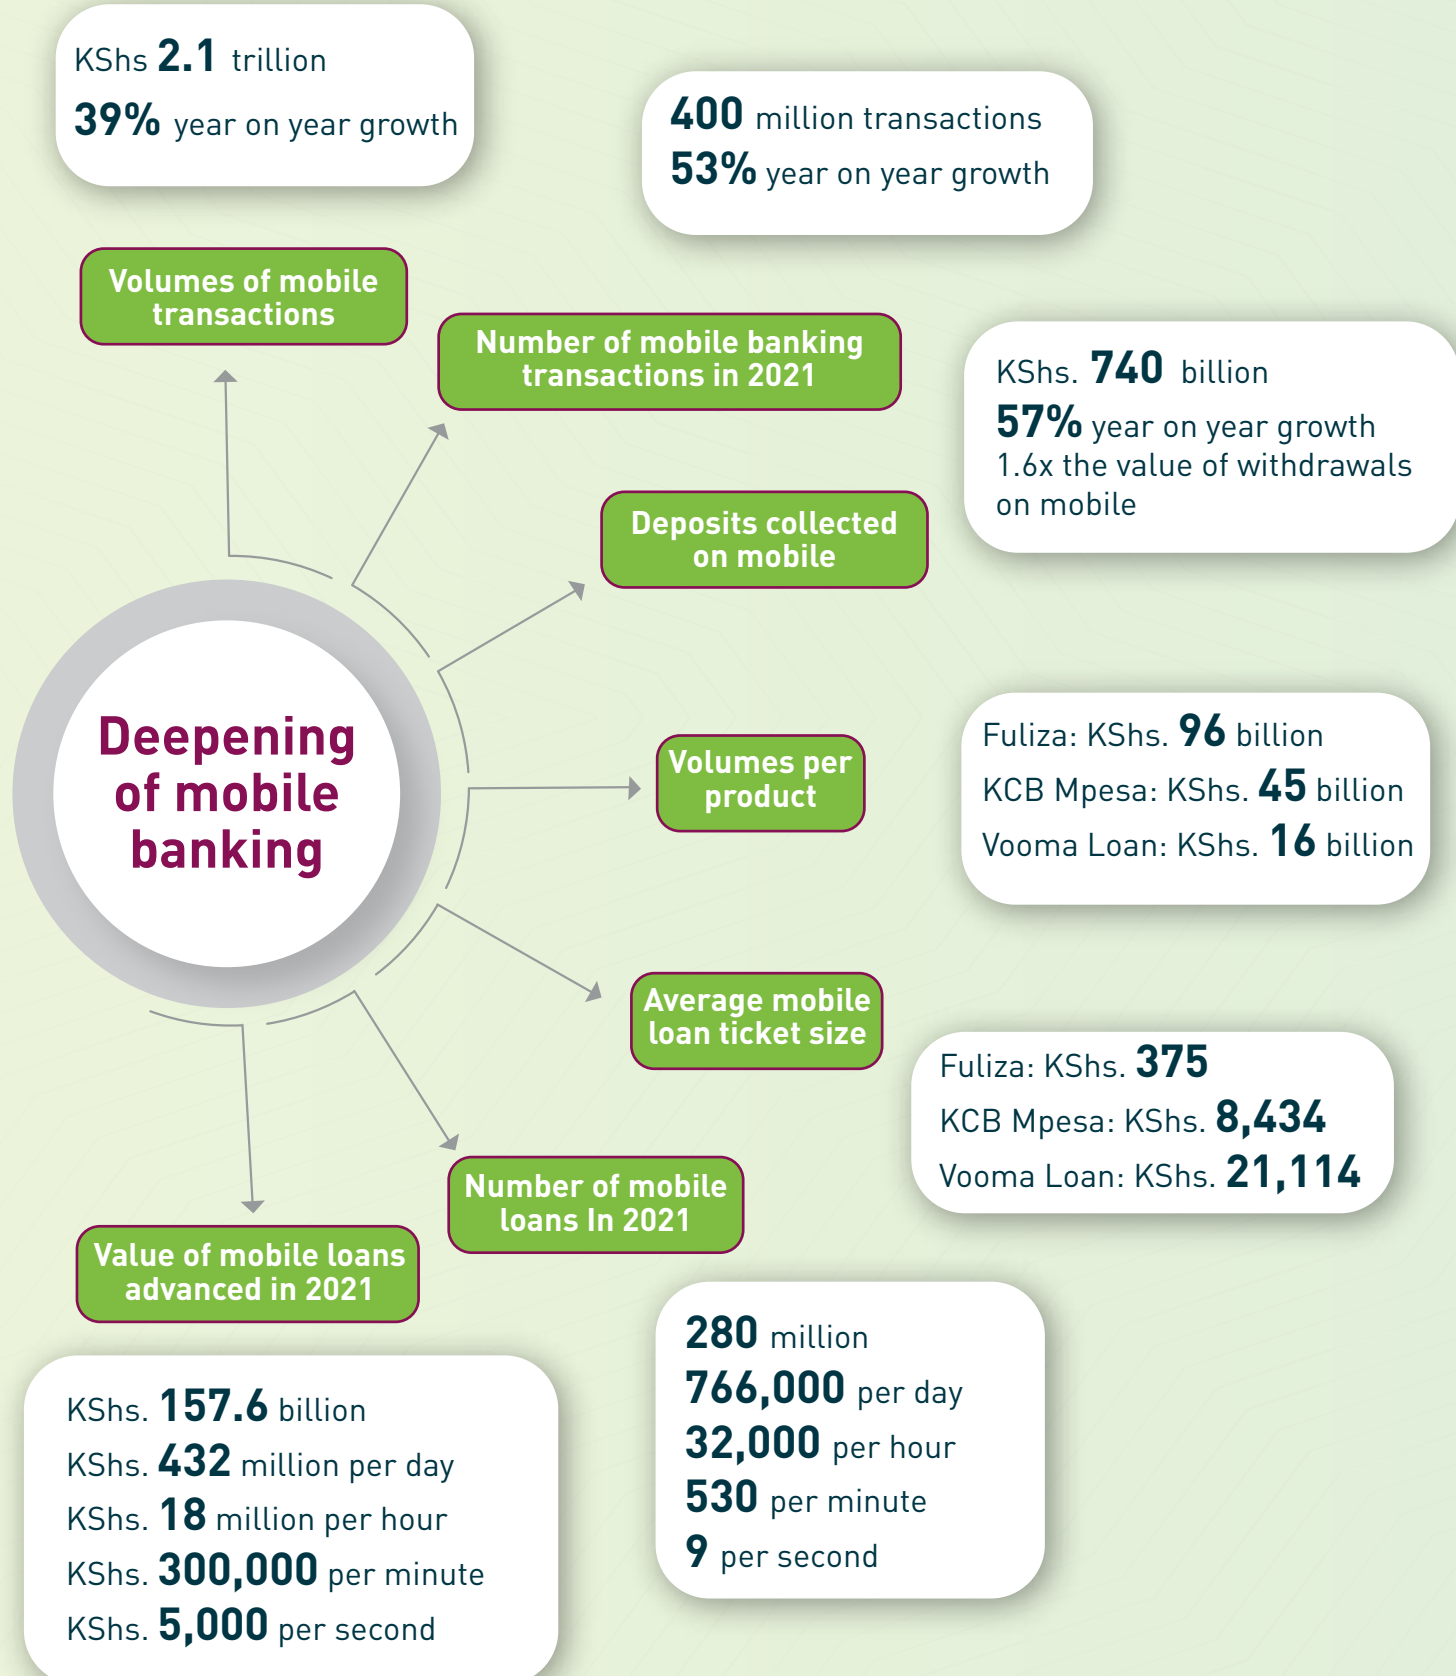 KShs 2.1 trillion
39% year on year growth
Volumes of mobile
transactions
400 million transactions
53% year on year growth
Number of mobile banking
transactions in 2021
KShs. 740 billion
57% year on year growth
1.6x the value of withdrawals
on mobile
Deposits collected
on mobile
Deepening
of mobile
banking
Volumes per
product
Fuliza: KShs. 96 billion
KCB Mpesa: KShs. 45 billion
Vooma Loan: KShs. 16 billion
Average mobile
loan ticket size
Fuliza: KShs. 375
KCB Mpesa: KShs. 8,434
Vooma Loan: KShs. 21,114
Number of mobile
loans In 2021
280 million
766,000 per day
32,000 per hour
530 per minute
9 per second
Value of mobile loans
advanced in 2021
KShs. 157.6 billion
KShs. 432 million per day
KShs. 18 million per hour
KShs. 300,000 per minute
KShs. 5,000 per second